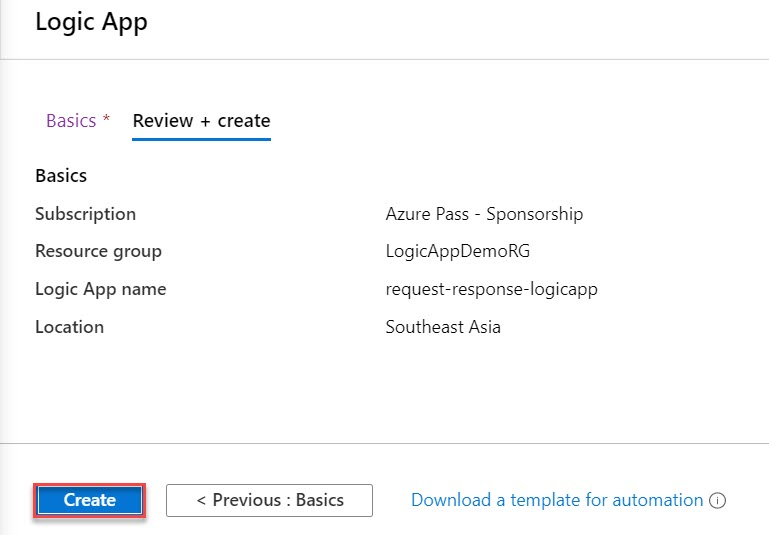 Logic App
Basics * Review + create
Basics
Subscription Azure Pass - Sponsorship
Resource group LogicAppDemoRG
Logic App name request-response-logicapp
Location Southeast Asia
Create < Previous : Basics Download a template for automation